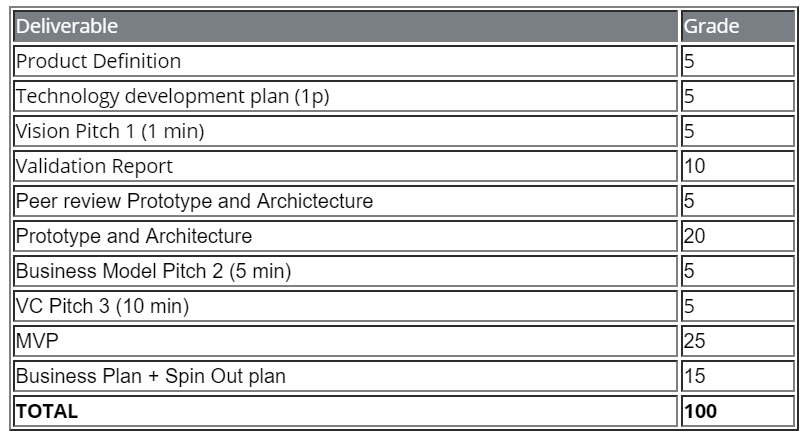 Deliverable Grade
Product Definition 5
Technology development plan (1p) 5
Vision Pitch 1 (1 min) 5
Validation Report 10
Peer review Prototype and Archictecture 5
Prototype and Architecture 20
Business Model Pitch 2 (5 min) 5
VC Pitch 3 (10 min) 5
MVP 25
Business Plan + Spin Out plan 15
TOTAL 100